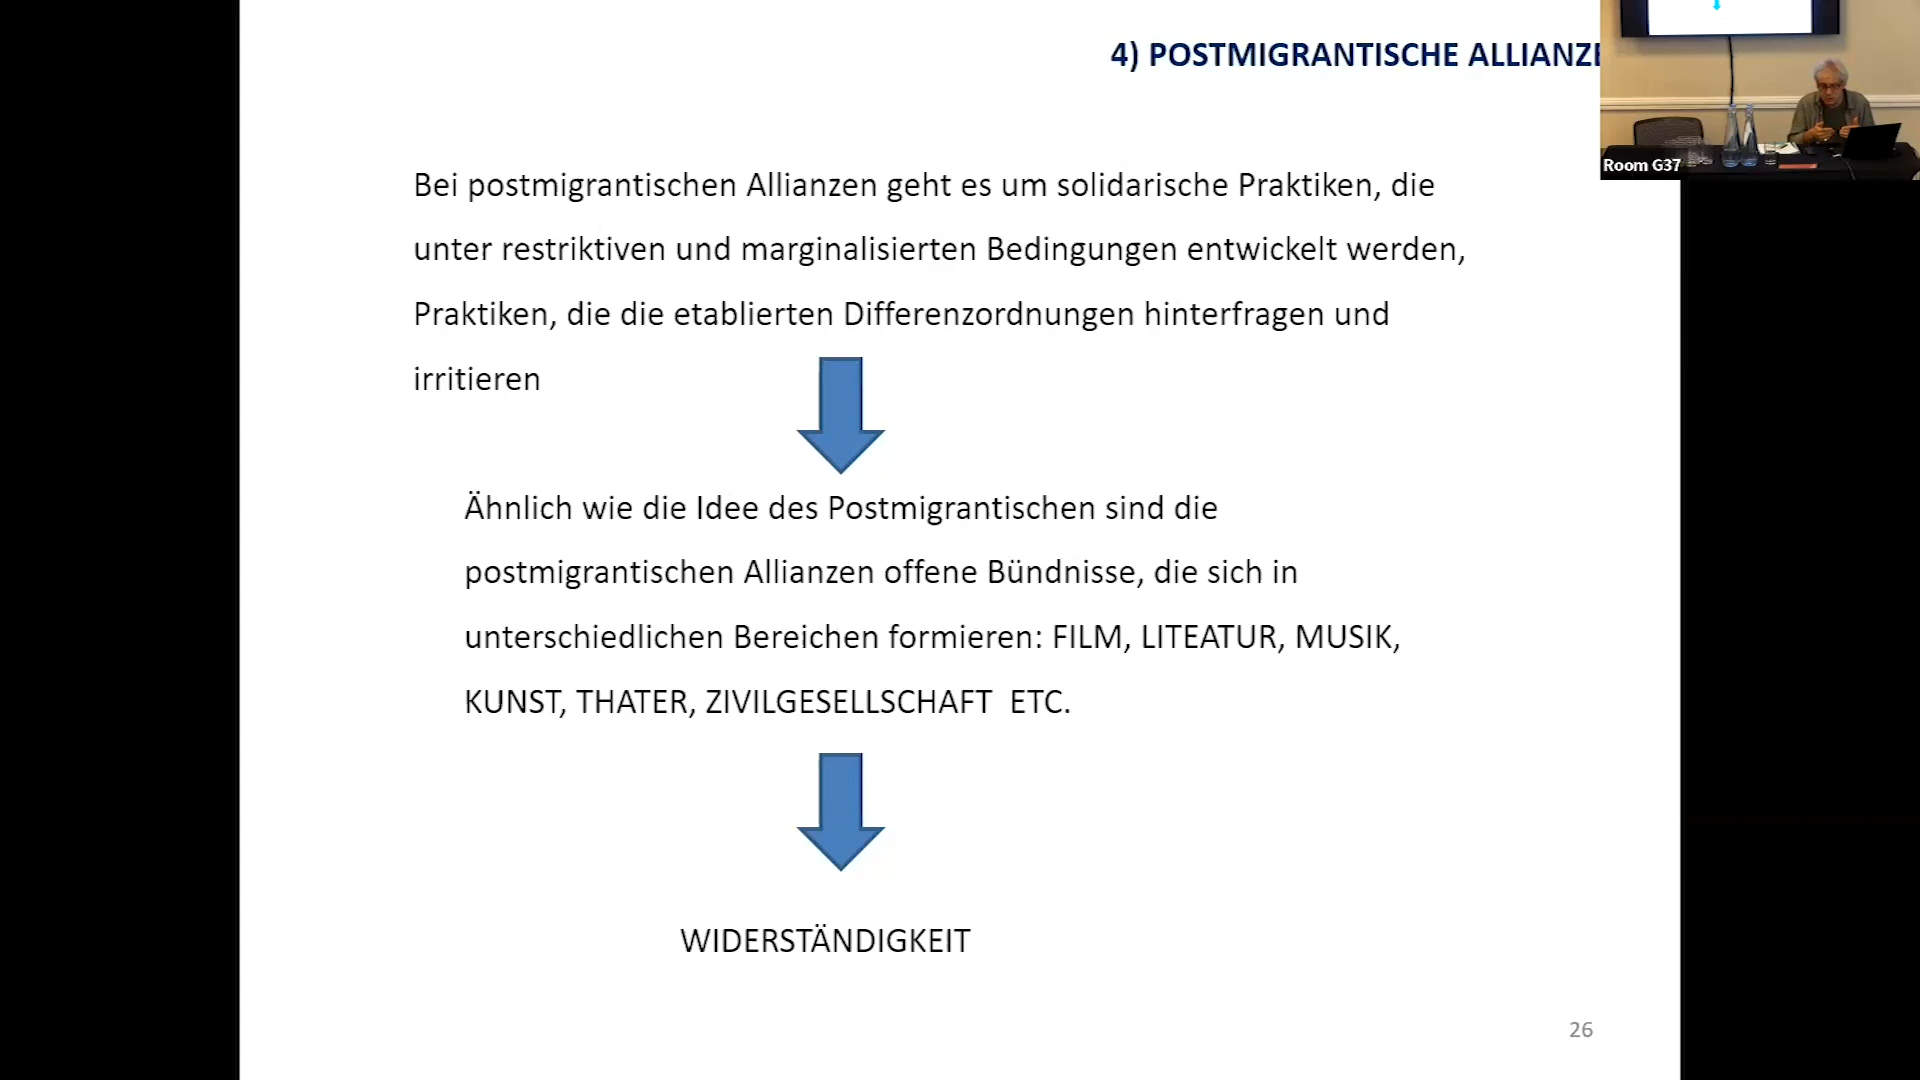 4) POSTMIGRANTISCHE ALLIANZE
Room G37
Bei postmigrantischen Allianzen geht es um solidarische Praktiken, die
unter restriktiven und marginalisierten Bedingungen entwickelt werden,
Praktiken, die die etablierten Differenzordnungen hinterfragen und
irritieren
Ähnlich wie die Idee des Postmigrantischen sind die
postmigrantischen Allianzen offene Bündnisse, die sich in
unterschiedlichen Bereichen formieren: FILM, LITEATUR, MUSIK,
KUNST, THATER, ZIVILGESELLSCHAFT ETC.
WIDERSTÄNDIGKEIT
26